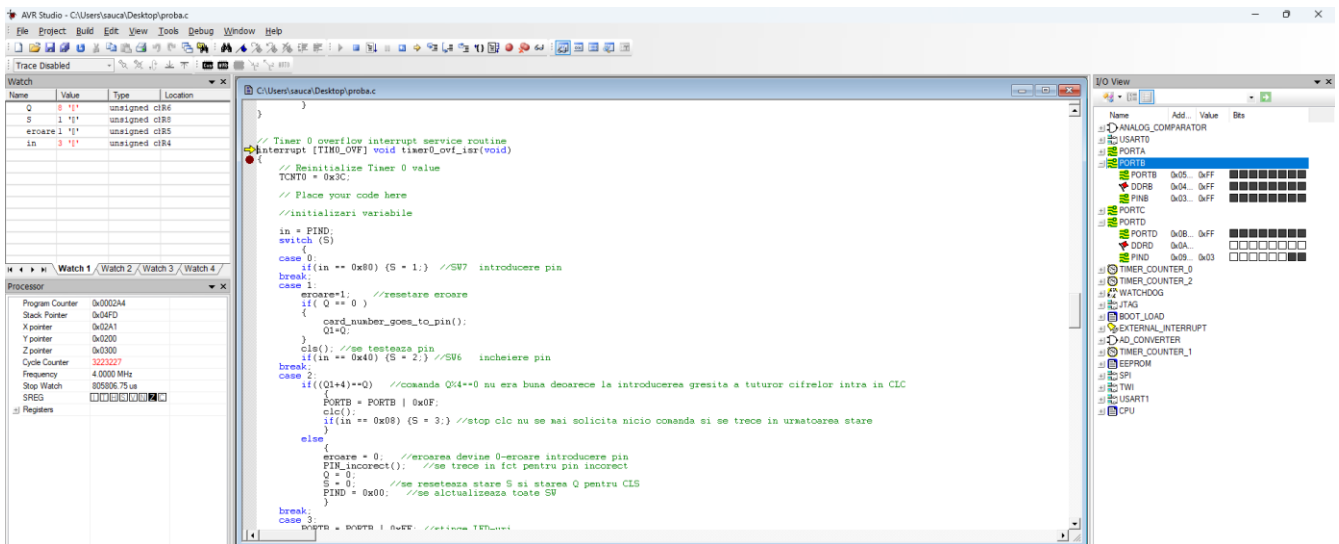 AVR Studio - C:\Users\sauca\Desktop\proba.c
File Project Build Edit View Tools Debug Window Help
Trace Disabled
Watch
Name Value Type Location
Q 8 unsigned ch R6
S 1 unsigned ch R8
eroare 1 unsigned ch R5
in 3 unsigned ch R4
Watch 1 Watch 2 Watch 3 Watch 4
Processor
Program Counter 0x0002A4
Stack Pointer 0x04FD
X pointer 0x02A1
Y pointer 0x0200
Z pointer 0x0300
Cycle Counter 3223227
Frequency 4.0000 MHz
Stop Watch 805806.75 us
SREG I T H S V N Z C
Registers
C:\Users\sauca\Desktop\proba.c
}
}
// Timer 0 overflow interrupt service routine
interrupt [TIM0_OVF] void timer0_ovf_isr(void)
{
// Reinitialize Timer 0 value
TCNT0 = 0x3C;
// Place your code here
//initializari variabile
in = PIND;
switch (S)
{
case 0:
if(in == 0x80) {S = 1;} //SW7 introducere pin
break;
case 1:
eroare=1; //resetare eroare
if( Q == 0 )
{
card_number_goes_to_pin();
Q1=Q;
}
cls(); //se testeaza pin
if(in == 0x40) {S = 2;} //SW6 incheiere pin
break;
case 2:
if((Q1+4)==Q) //comanda Q%4==0 nu era buna deoarece la introducerea gresita a tuturor cifrelor intra in CLC
{
PORTB = PORTB | 0x0F;
clc();
if(in == 0x08) {S = 3;} //stop clc nu se mai solicita nicio comanda si se trece in urmatoarea stare
}
else
{
eroare = 0; //eroarea devine 0-eroare introducere pin
PIN_incorect(); //se trece in fct pentru pin incorect
Q = 0;
S = 0; //se reseteaza stare S si starea Q pentru CLS
PIND = 0x00; //se alctualizeaza toate SW
}
break;
case 3:
PORTB = PORTB | 0xFF; //stinge LED-uri
I/O View
Name Add... Value Bits
ANALOG_COMPARATOR
USART0
PORTA
PORTB
PORTB 0x05... 0xFF
DDRB 0x04... 0xFF
PINB 0x03... 0xFF
PORTC
PORTD
PORTD 0x0B... 0xFF
DDRD 0x0A...
PIND 0x09... 0x03
TIMER_COUNTER_0
TIMER_COUNTER_2
WATCHDOG
JTAG
BOOT_LOAD
EXTERNAL_INTERRUPT
AD_CONVERTER
TIMER_COUNTER_1
EEPROM
SPI
TWI
USART1
CPU